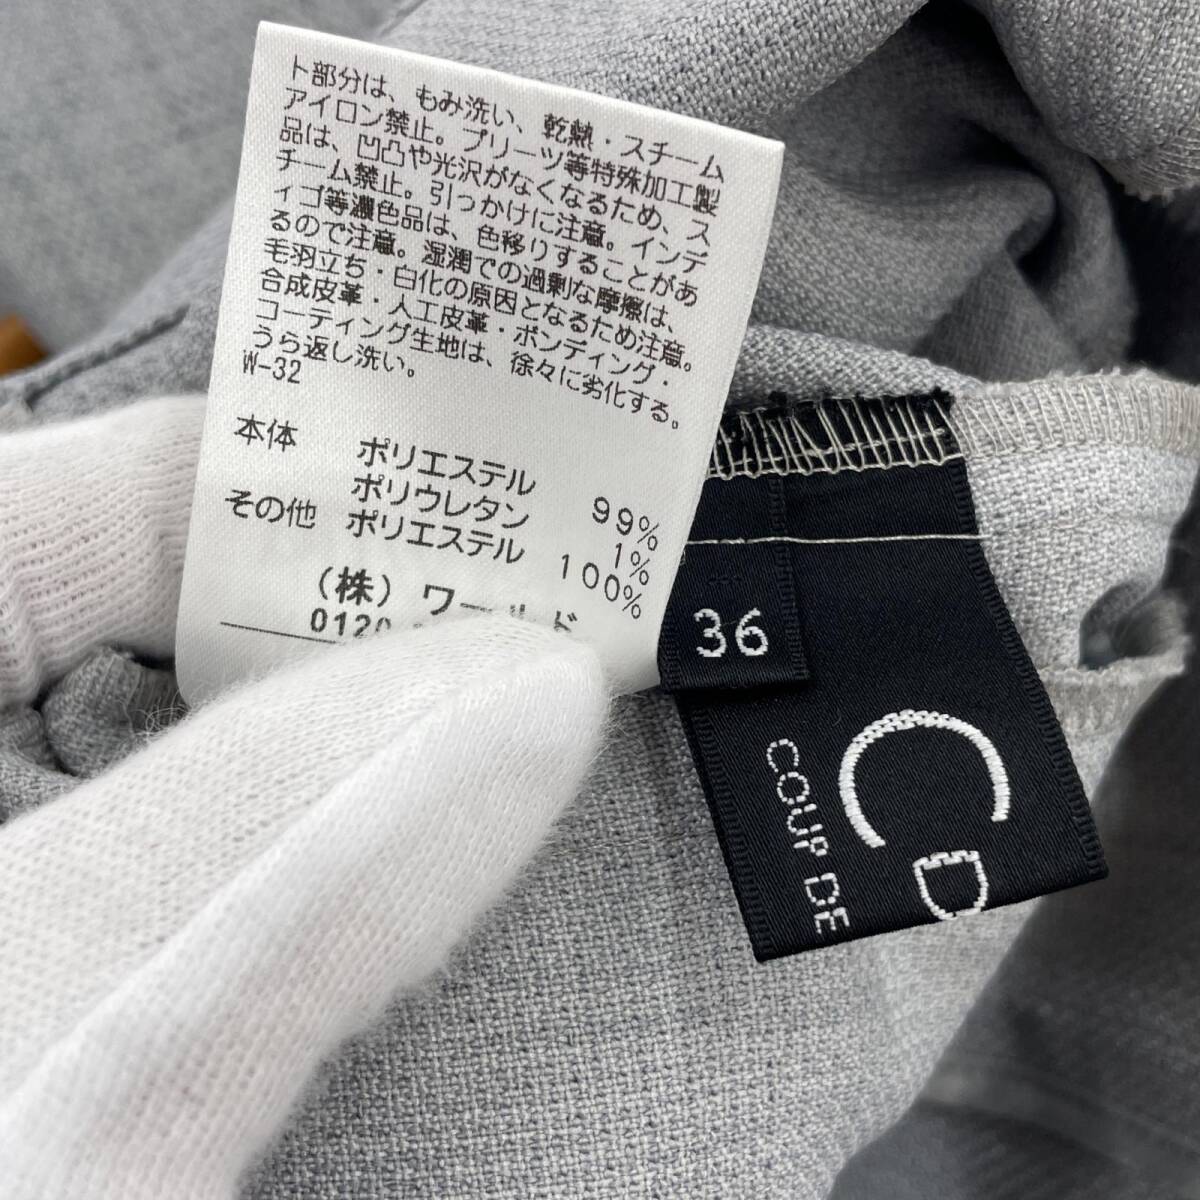 ト部分は、もみ洗い、乾熱・スチーム
アイロン禁止。プリーツ等特殊加工製
品は、凹凸や光沢がなくなるため、ス
チーム禁止。引っかけに注意。インデ
ィゴ等濃色品は、色移りすることがあ
るので注意。湿潤での過剰な摩擦は、
毛羽立ち・白化の原因となるため注意。
合成皮革・人工皮革・ボンディング・
コーティング生地は、徐々に劣化する。
うら返し洗い。
W-32
本体 ポリエステル 99%
ポリウレタン 1%
その他 ポリエステル 100%
(株) ワールド
0120
36
CD
COUP DE